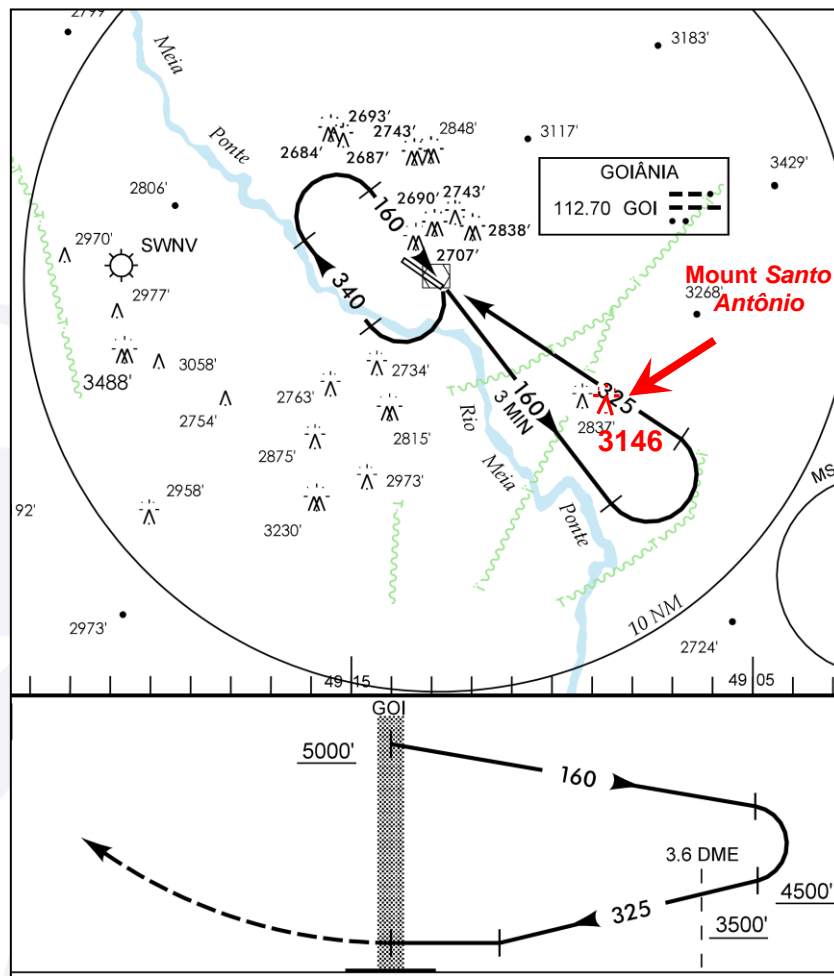 2799'
Meia
Ponte
3183'
2693'
2743'
2848'
2684'
2687'
3117'
GOIÂNIA
112.70 GOI
3429'
2806'
160
2690'
2743'
2838'
2970'
SWNV
2707'
Mount Santo
Antônio
3268'
2977'
340
3488'
3058'
2754'
2734'
2763'
160
3 MIN
325
2837'
3146
2815'
Rio
2875'
2973'
Meia
2958'
3230'
Ponte
92'
MS
2973'
10 NM
2724'
49 15
49 05
GOI
5000'
160
3.6 DME
4500'
325
3500'